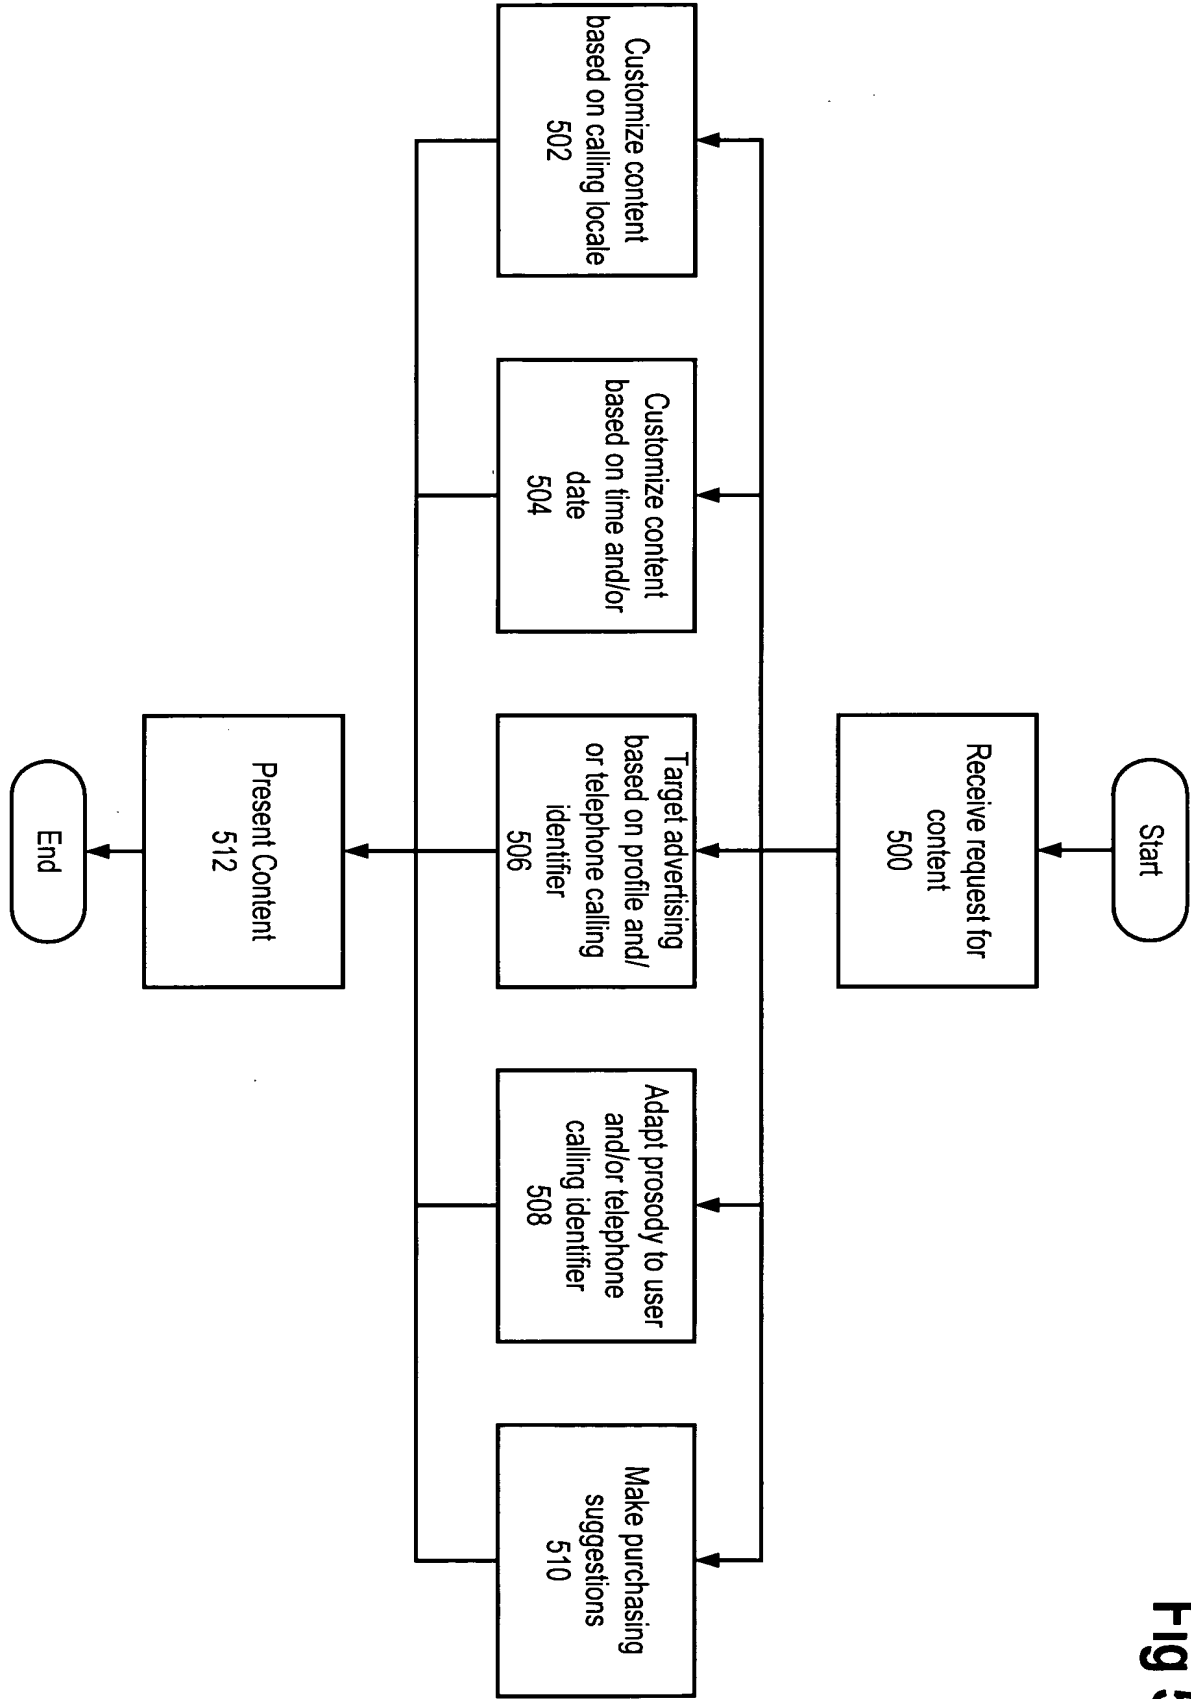 Fig 5
Start
Receive request for
content
500
Customize content
based on calling locale
502
Customize content
based on time and/or
date
504
Target advertising
based on profile and/
or telephone calling
identifier
506
Adapt prosody to user
and/or telephone
calling identifier
508
Make purchasing
suggestions
510
Present Content
512
End